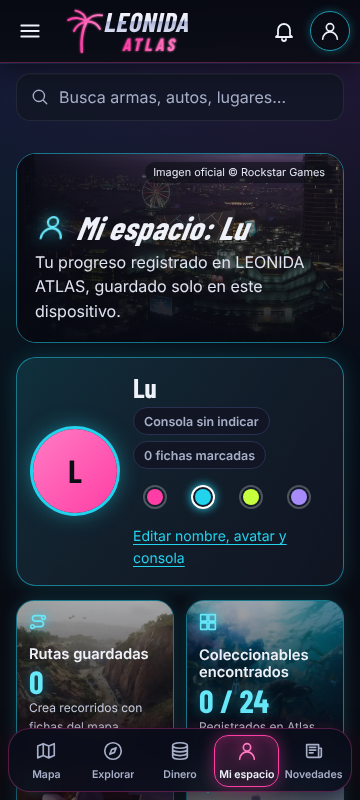 LEONIDA
ATLAS
Busca armas, autos, lugares...
Imagen oficial © Rockstar Games
Mi espacio: Lu
Tu progreso registrado en LEONIDA
ATLAS, guardado solo en este
dispositivo.
Lu
Consola sin indicar
0 fichas marcadas
L
Editar nombre, avatar y
consola
Rutas guardadas
0
Crea recorridos con
fichas del mapa
Coleccionables
encontrados
0 / 24
Registrados en Atlas
Mapa
Explorar
Dinero
Mi espacio
Novedades